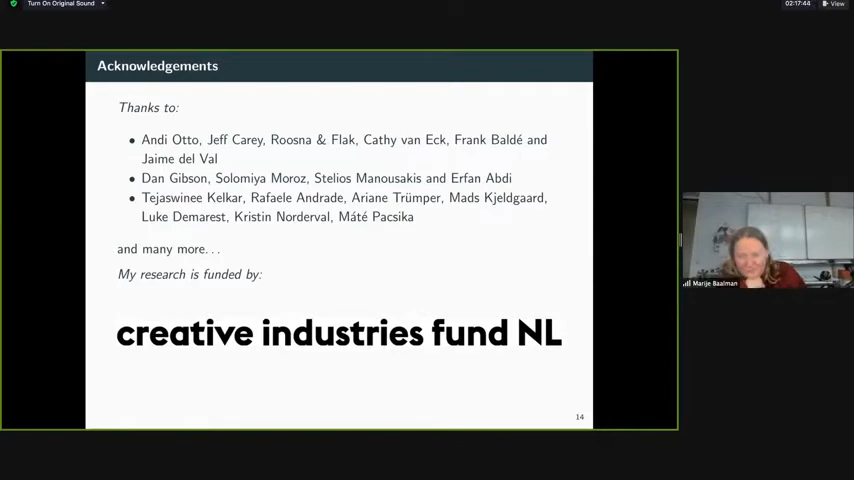 Turn On Original Sound
02:17:44
View
Acknowledgements
Thanks to:
• Andi Otto, Jeff Carey, Roosna & Flak, Cathy van Eck, Frank Baldé and
Jaime del Val
• Dan Gibson, Solomiya Moroz, Stelios Manousakis and Erfan Abdi
• Tejaswinee Kelkar, Rafaele Andrade, Ariane Trümper, Mads Kjeldgaard,
Luke Demarest, Kristin Norderval, Máté Pacsika
and many more...
My research is funded by:
creative industries fund NL
14
Marije Baalman